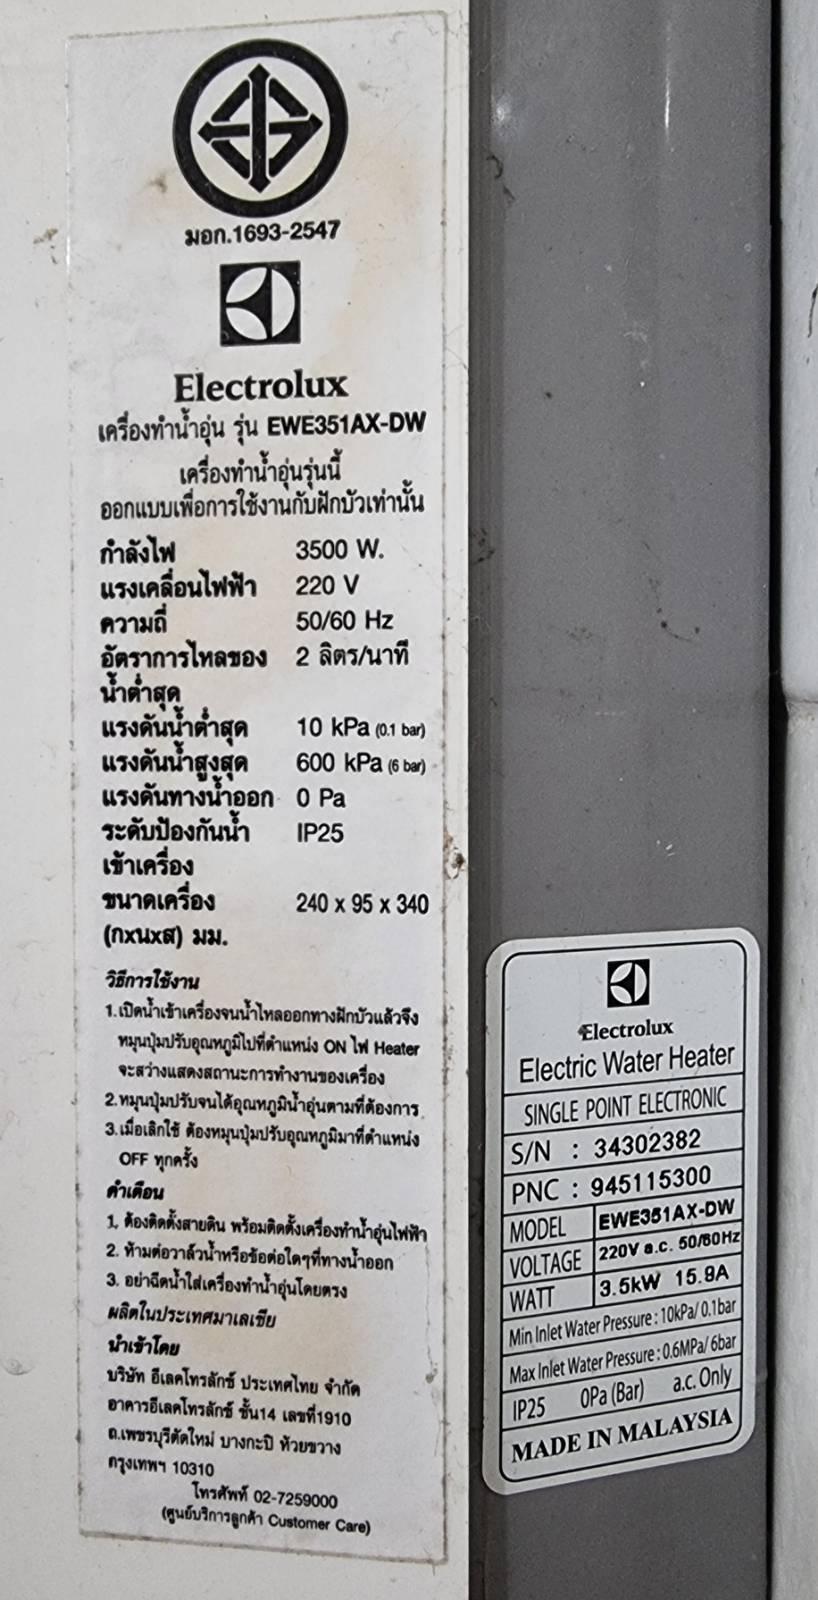 มอก.1693-2547
Electrolux
เครื่องทำน้ำอุ่น รุ่น EWE351AX-DW
เครื่องทำน้ำอุ่นรุ่นนี้
ออกแบบเพื่อการใช้งานกับฝักบัวเท่านั้น
กำลังไฟ 3500 W.
แรงเคลื่อนไฟฟ้า 220 V
ความถี่ 50/60 Hz
อัตราการไหลของ 2 ลิตร/นาที
น้ำต่ำสุด
แรงดันน้ำต่ำสุด 10 kPa (0.1 bar)
แรงดันน้ำสูงสุด 600 kPa (6 bar)
แรงดันทางน้ำออก 0 Pa
ระดับป้องกันน้ำ IP25
เข้าเครื่อง
ขนาดเครื่อง 240 x 95 x 340
(กxนxส) มม.
วิธีการใช้งาน
1.เปิดน้ำเข้าเครื่องจนน้ำไหลออกทางฝักบัวแล้วจึง
หมุนปุ่มปรับอุณหภูมิไปที่ตำแหน่ง ON ไฟ Heater
จะสว่างแสดงสถานะการทำงานของเครื่อง
2.หมุนปุ่มปรับจนได้อุณหภูมิน้ำอุ่นตามที่ต้องการ
3.เมื่อเลิกใช้ ต้องหมุนปุ่มปรับอุณหภูมิมาที่ตำแหน่ง
OFF ทุกครั้ง
คำเตือน
1. ต้องติดตั้งสายดิน พร้อมติดตั้งเครื่องทำน้ำอุ่นไฟฟ้า
2. ห้ามต่อวาล์วน้ำหรือข้อต่อใดๆที่ทางน้ำออก
3. อย่าฉีดน้ำใส่เครื่องทำน้ำอุ่นโดยตรง
ผลิตในประเทศมาเลเซีย
นำเข้าโดย
บริษัท อีเลคโทรลักซ์ ประเทศไทย จำกัด
อาคารอีเลคโทรลักซ์ ชั้น14 เลขที่1910
ถ.เพชรบุรีตัดใหม่ บางกะปิ ห้วยขวาง
กรุงเทพฯ 10310
โทรศัพท์ 02-7259000
(ศูนย์บริการลูกค้า Customer Care)
Electrolux
Electric Water Heater
SINGLE POINT ELECTRONIC
S/N : 34302382
PNC : 945115300
MODEL EWE351AX-DW
VOLTAGE 220V a.c. 50/60Hz
WATT 3.5kW 15.9A
Min Inlet Water Pressure : 10kPa/ 0.1bar
Max Inlet Water Pressure : 0.6MPa/ 6bar
IP25 0Pa (Bar) a.c. Only
MADE IN MALAYSIA